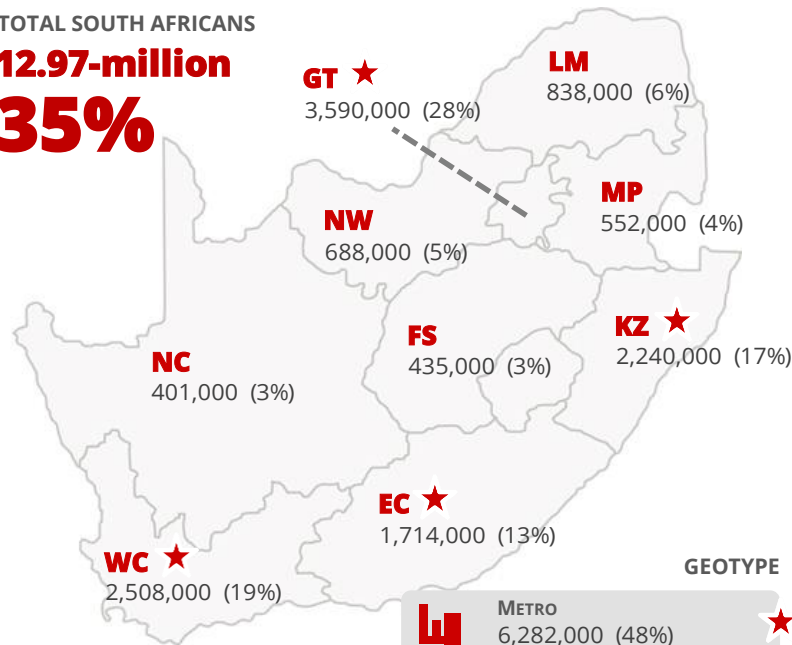 TOTAL SOUTH AFRICANS
12.97-million
35%
GT
3,590,000 (28%)
LM
838,000 (6%)
MP
552,000 (4%)
NW
688,000 (5%)
KZ
2,240,000 (17%)
FS
435,000 (3%)
NC
401,000 (3%)
EC
1,714,000 (13%)
WC
2,508,000 (19%)
GEOTYPE
METRO
6,282,000 (48%)